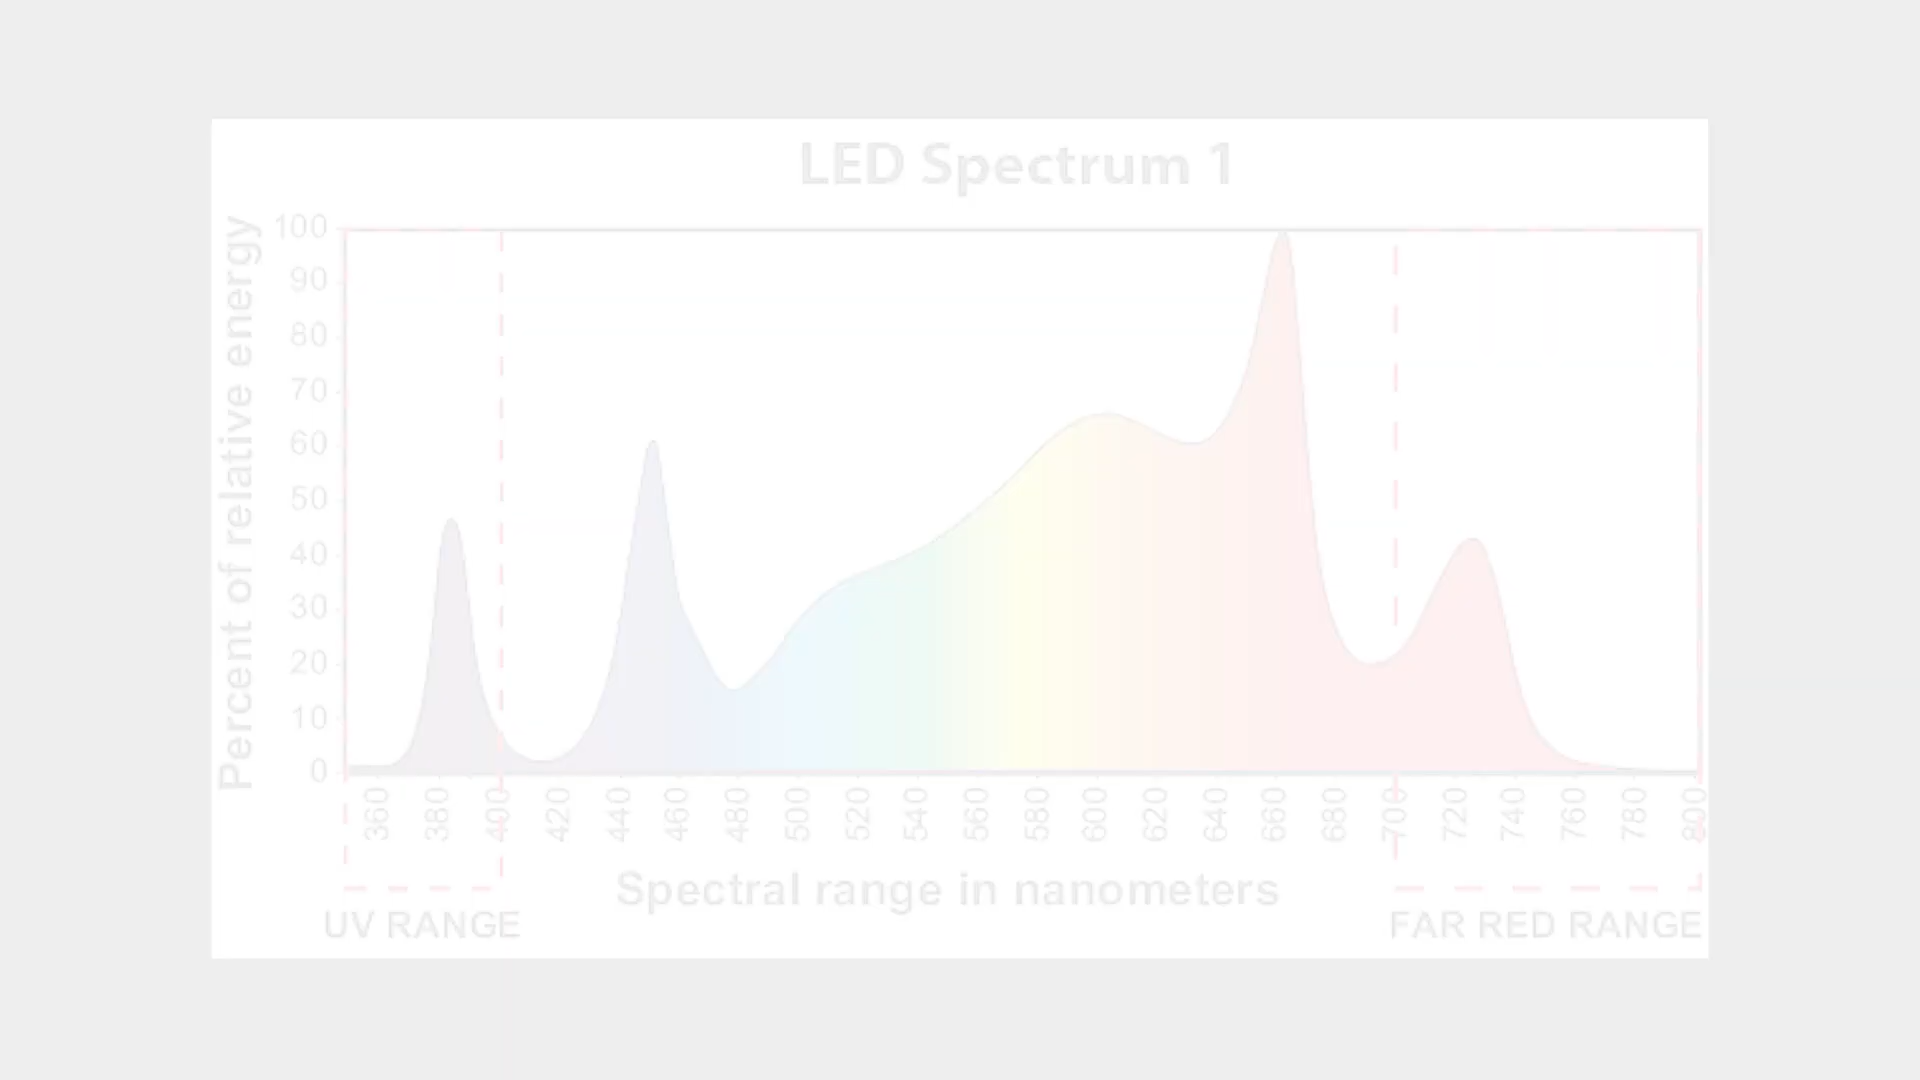 LED Spectrum 1
Percent of relative energy
100
90
80
70
60
50
40
30
20
10
0
360 380 400 420 440 460 480 500 520 540 560 580 600 620 640 660 680 700 720 740 760 780 800
Spectral range in nanometers
UV RANGE
FAR RED RANGE